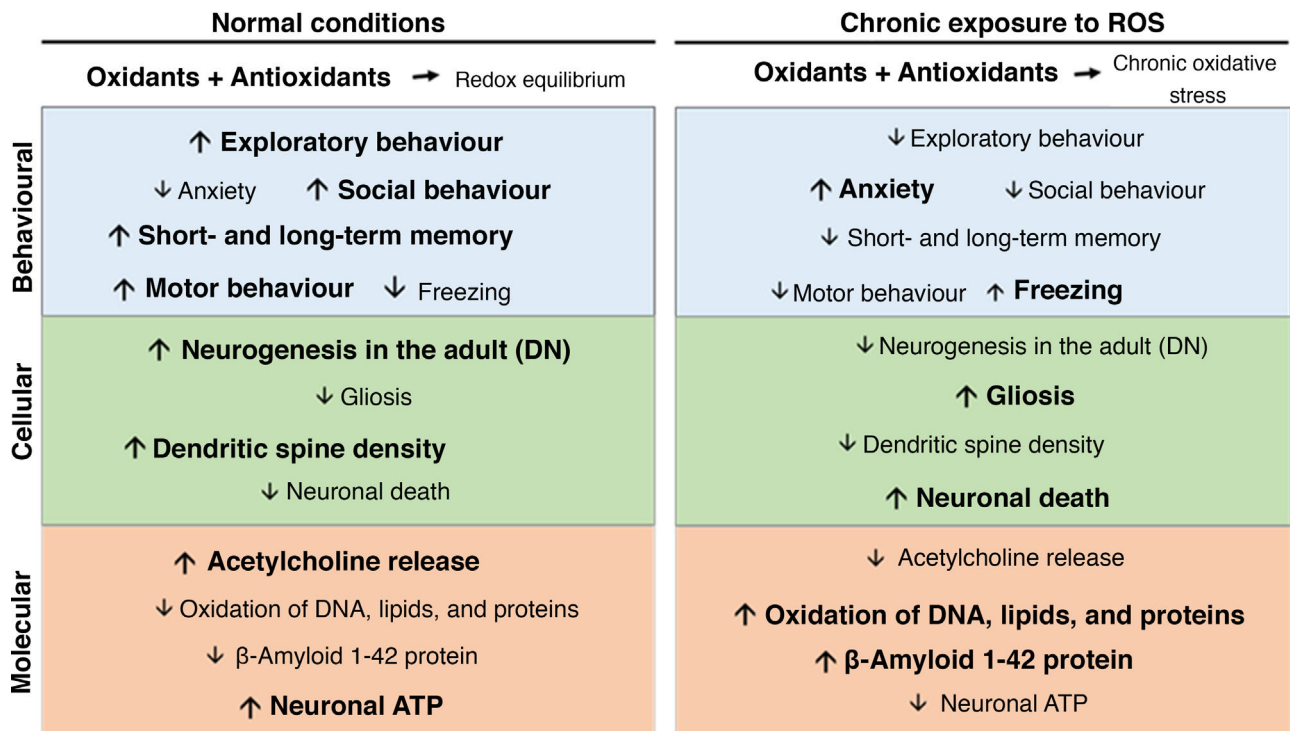 Normal conditions
Oxidants + Antioxidants → Redox equilibrium
Behavioural
↑ Exploratory behaviour
↓ Anxiety ↑ Social behaviour
↑ Short- and long-term memory
↑ Motor behaviour ↓ Freezing
Cellular
↑ Neurogenesis in the adult (DN)
↓ Gliosis
↑ Dendritic spine density
↓ Neuronal death
Molecular
↑ Acetylcholine release
↓ Oxidation of DNA, lipids, and proteins
↓ β-Amyloid 1-42 protein
↑ Neuronal ATP
Chronic exposure to ROS
Oxidants + Antioxidants → Chronic oxidative
stress
↓ Exploratory behaviour
↑ Anxiety ↓ Social behaviour
↓ Short- and long-term memory
↓ Motor behaviour ↑ Freezing
↓ Neurogenesis in the adult (DN)
↑ Gliosis
↓ Dendritic spine density
↑ Neuronal death
↓ Acetylcholine release
↑ Oxidation of DNA, lipids, and proteins
↑ β-Amyloid 1-42 protein
↓ Neuronal ATP